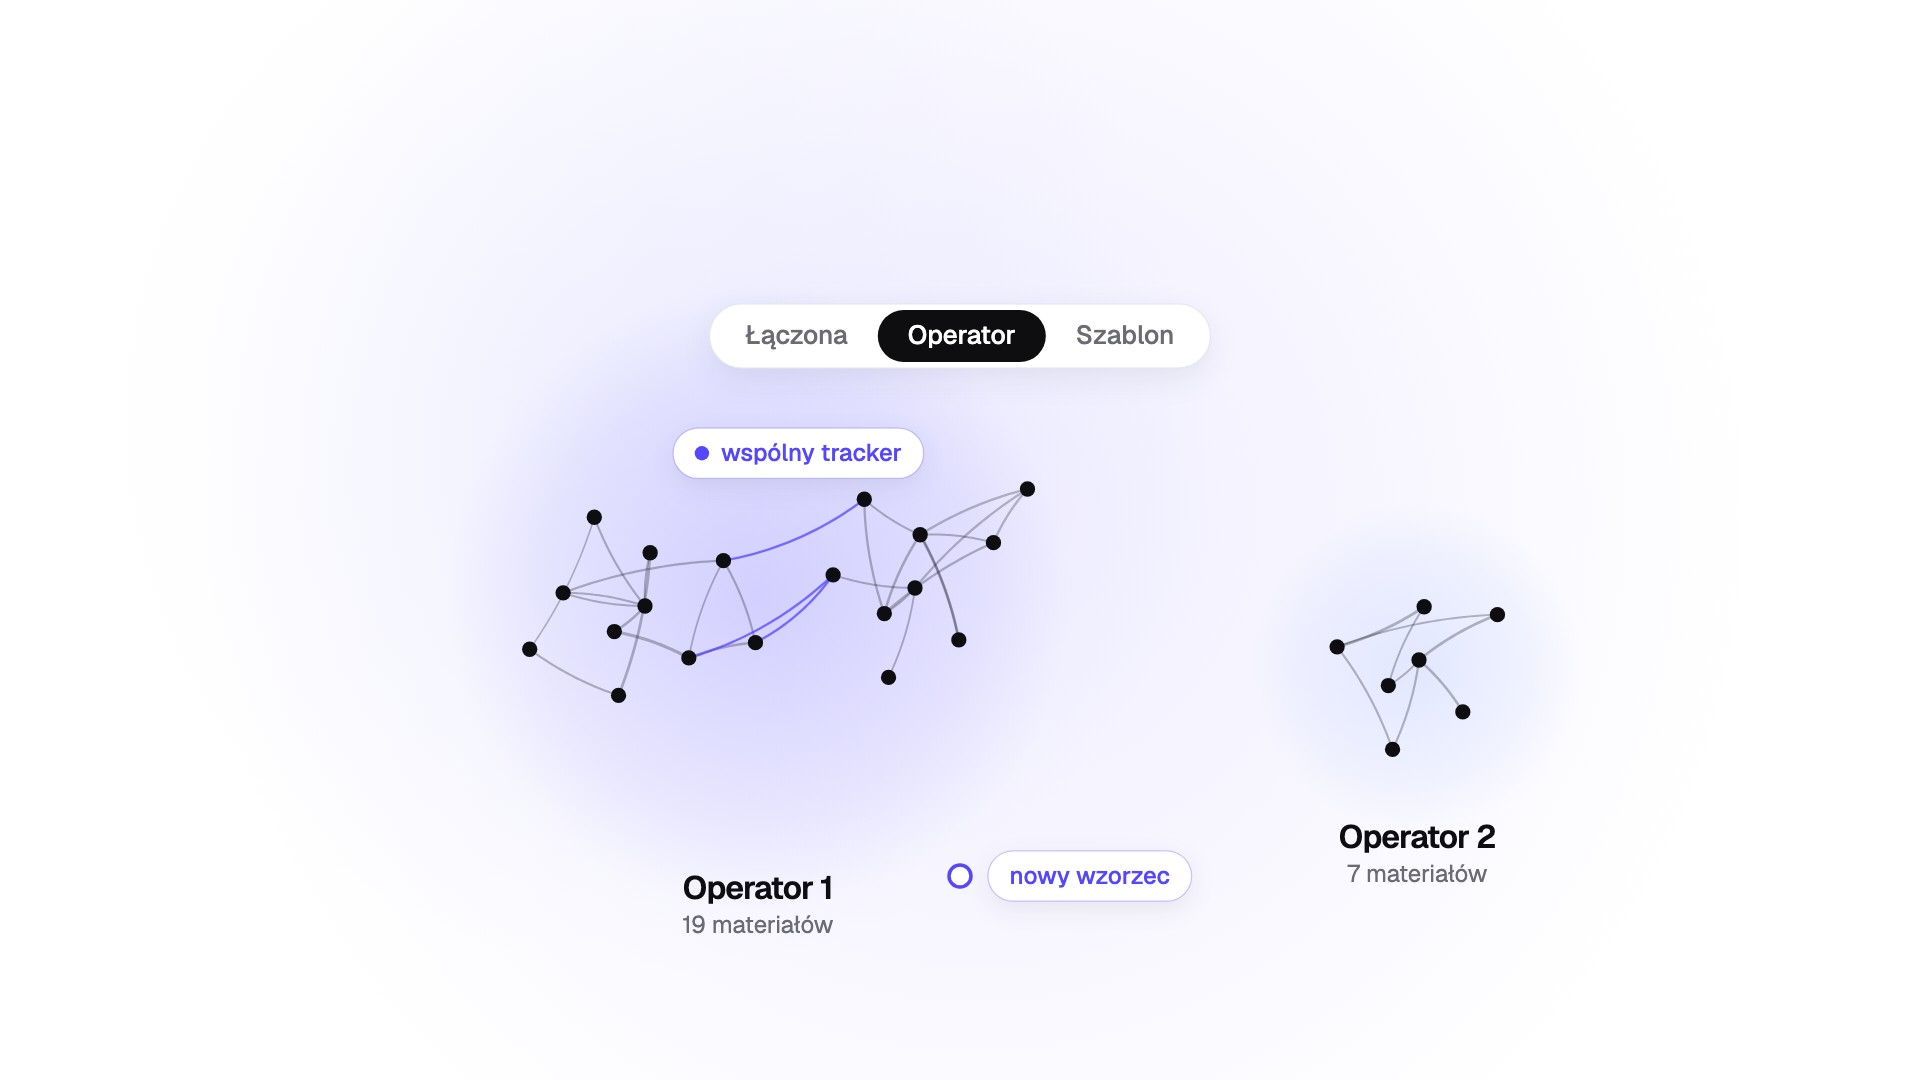 Łączona Operator Szablon
wspólny tracker
Operator 1
19 materiałów
nowy wzorzec
Operator 2
7 materiałów